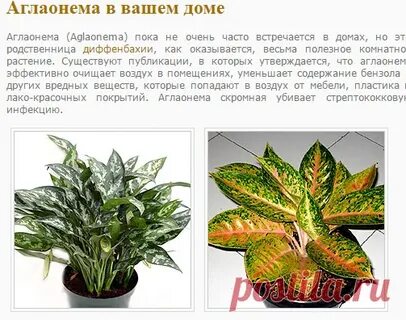 Аглаонема в вашем доме
Аглаонема (Aglaonema) пока не очень часто встречается в домах, но эт
родственница диффенбахии, как оказывается, весьма полезное комнатно
растение. Существуют публикации, в которых утверждается, что аглаонем
эффективно очищает воздух в помещениях, уменьшает содержание бензола
других вредных веществ, которые попадают в воздух от мебели, пластика
лако-красочных покрытий. Аглаонема скромная убивает стрептококкову
инфекцию.
postila.ru